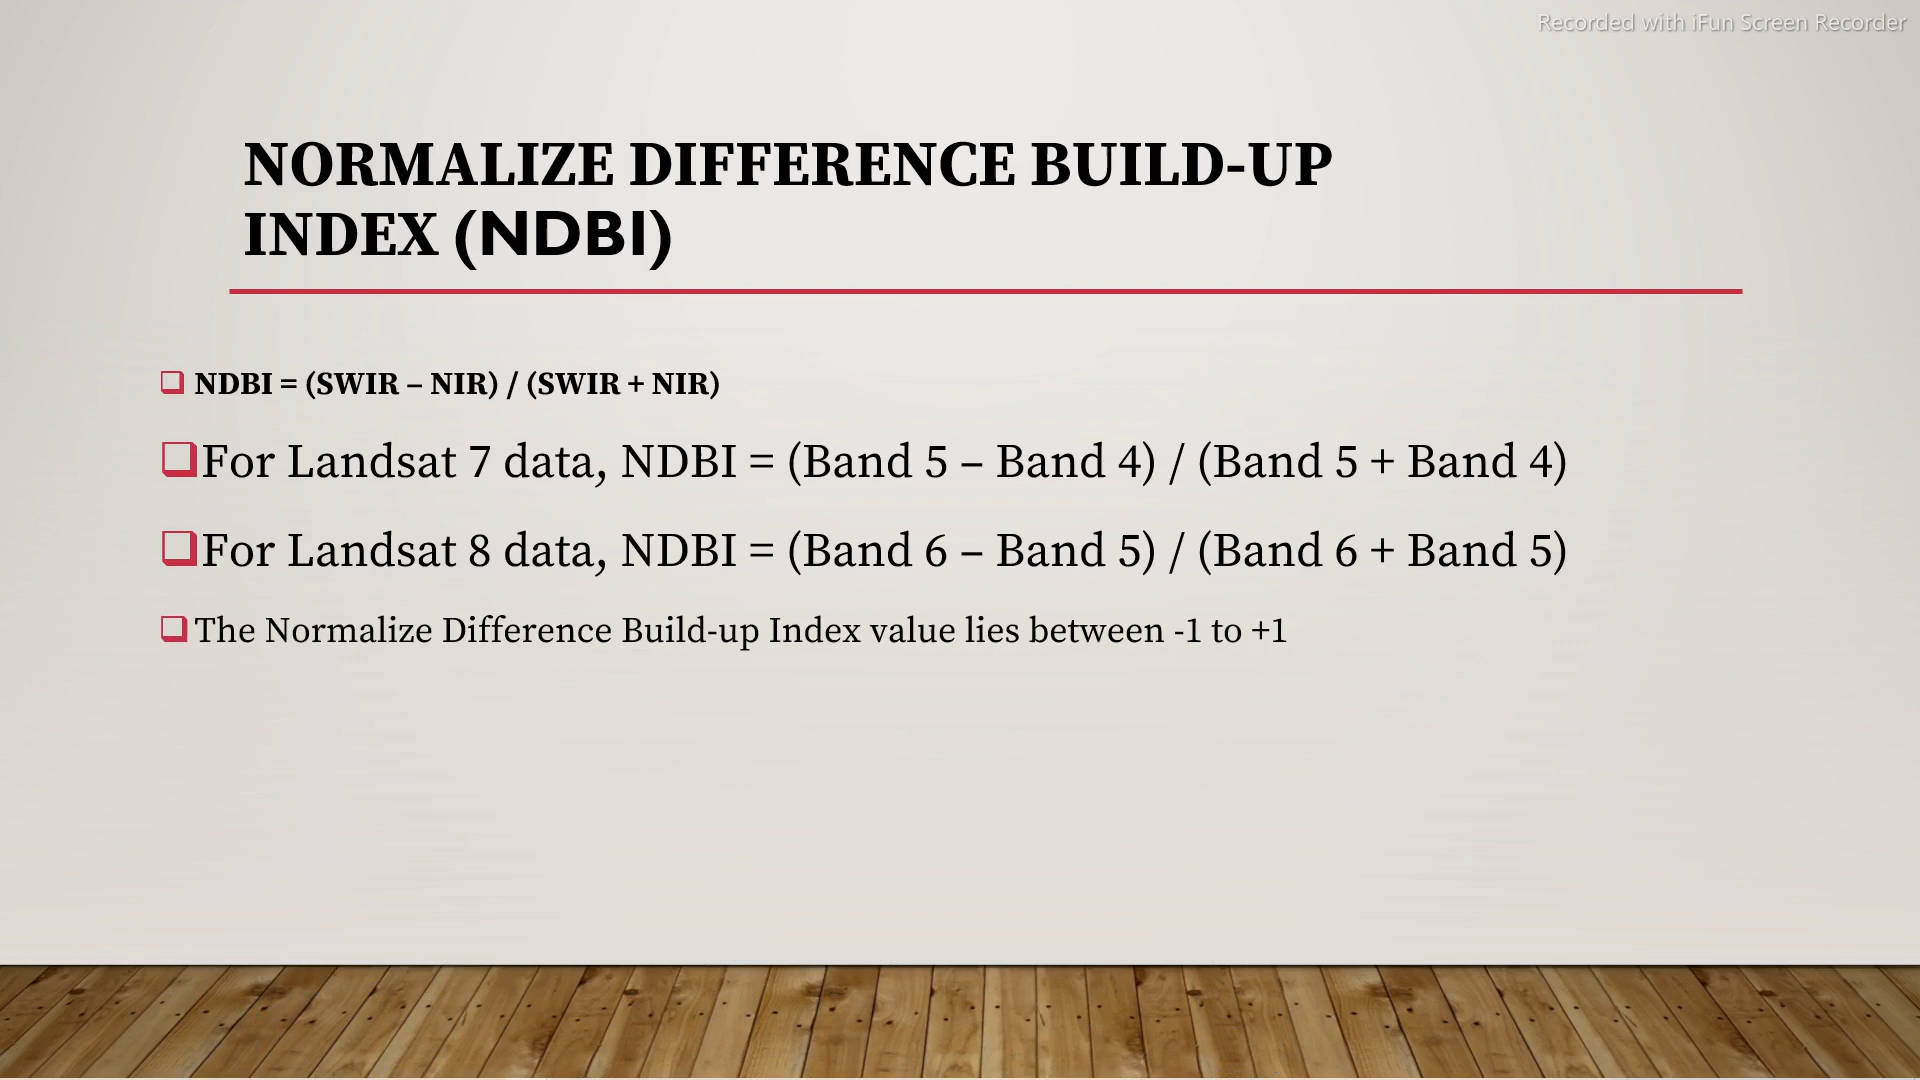 Recorded with iFun Screen Recorder
NORMALIZE DIFFERENCE BUILD-UP
INDEX (NDBI)
NDBI = (SWIR – NIR) / (SWIR + NIR)
For Landsat 7 data, NDBI = (Band 5 – Band 4) / (Band 5 + Band 4)
For Landsat 8 data, NDBI = (Band 6 – Band 5) / (Band 6 + Band 5)
The Normalize Difference Build-up Index value lies between -1 to +1